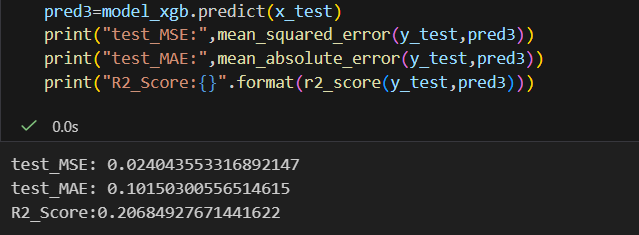 pred3=model_xgb.predict(x_test)
print("test_MSE:",mean_squared_error(y_test,pred3))
print("test_MAE:",mean_absolute_error(y_test,pred3))
print("R2_Score:{}".format(r2_score(y_test,pred3)))
0.0s
test_MSE: 0.024043553316892147
test_MAE: 0.10150300556514615
R2_Score:0.20684927671441622